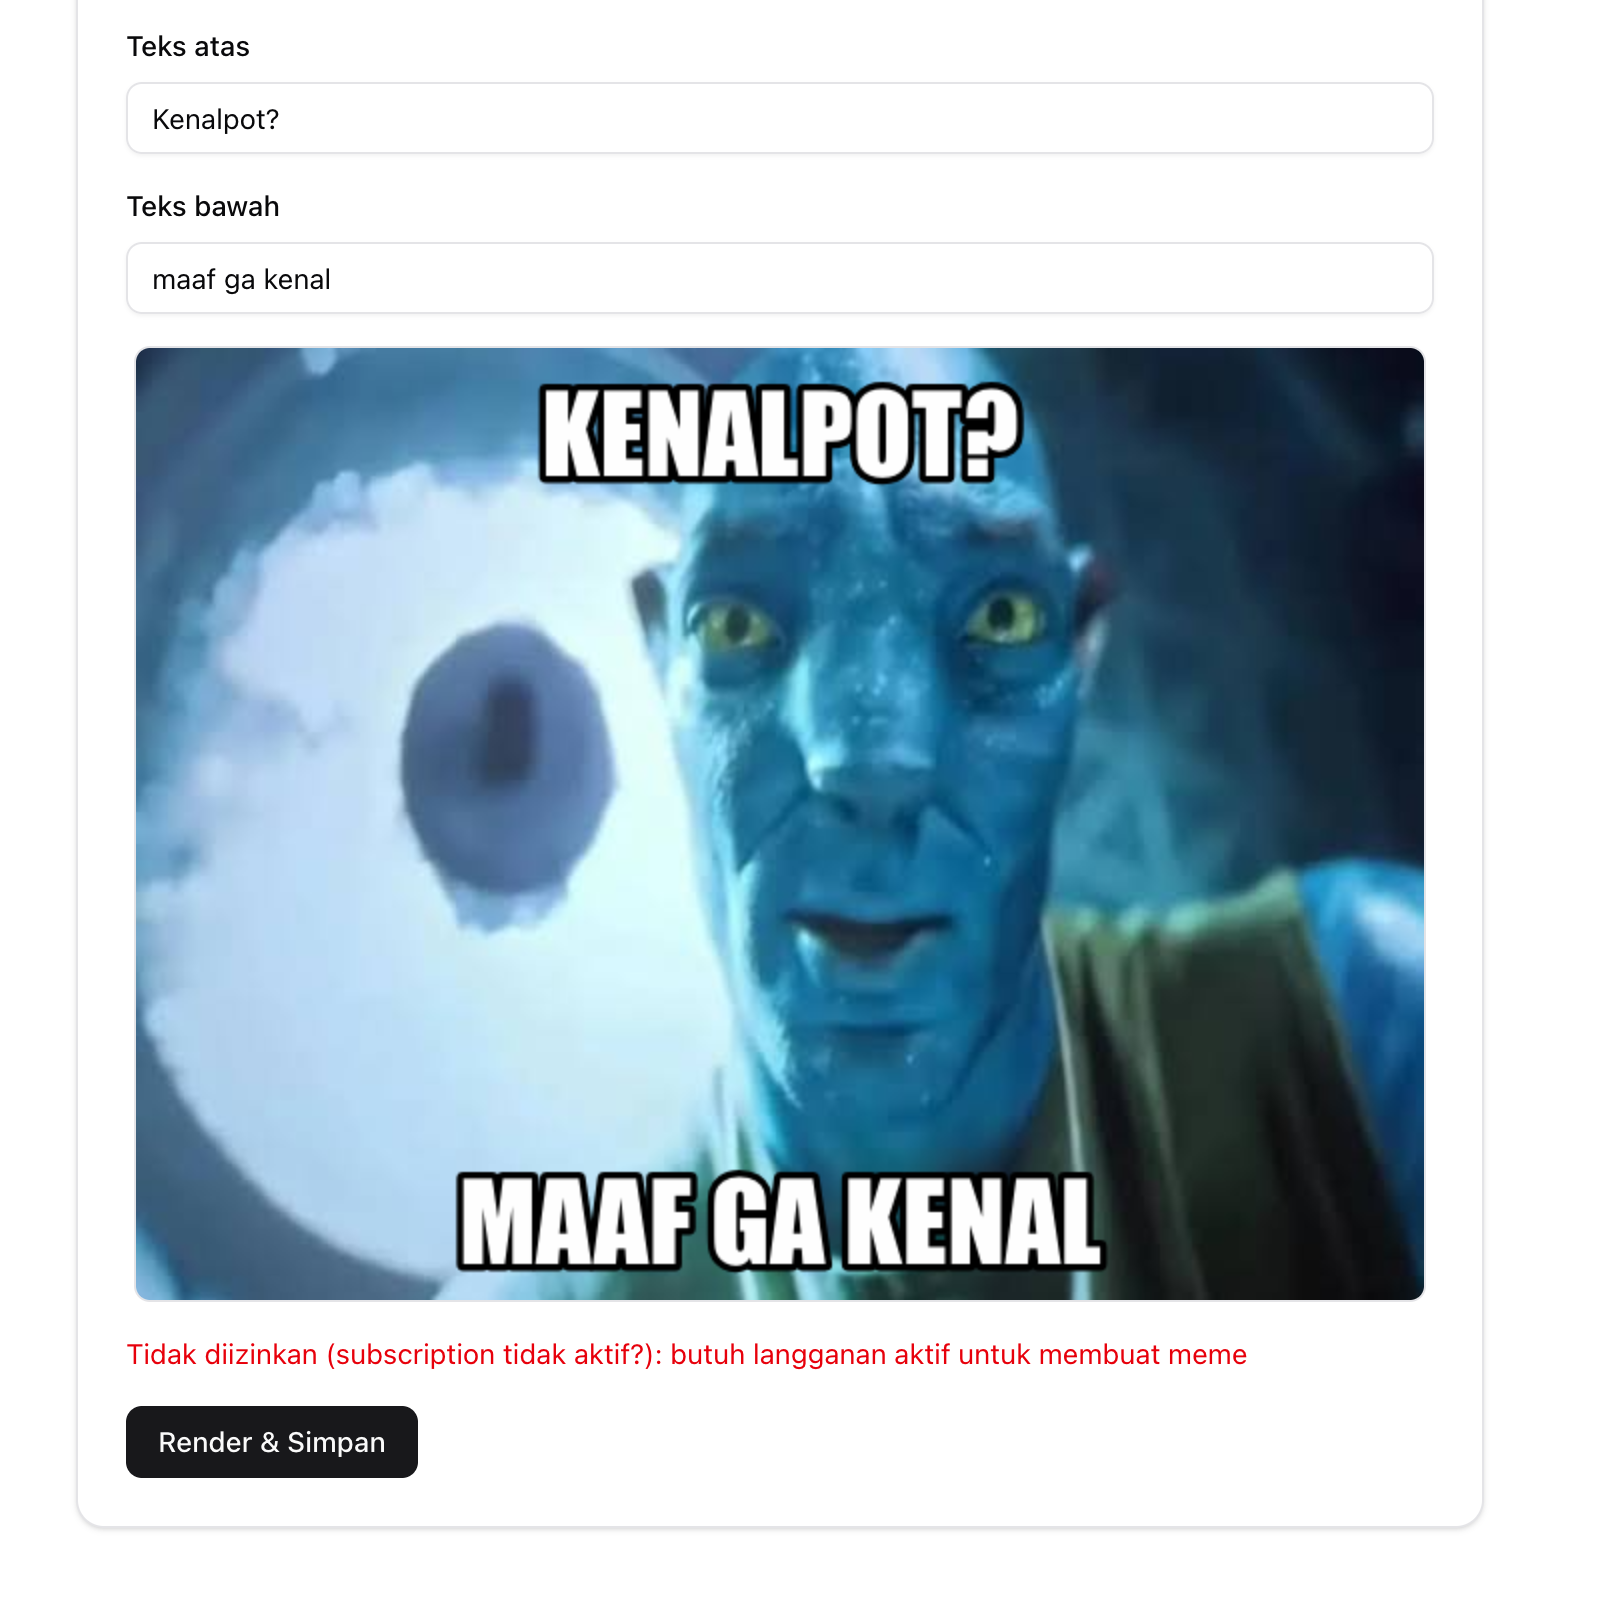 Teks atas
Kenalpot?
Teks bawah
maaf ga kenal
KENALPOT?
MAAF GA KENAL
Tidak diizinkan (subscription tidak aktif?): butuh langganan aktif untuk membuat meme
Render & Simpan